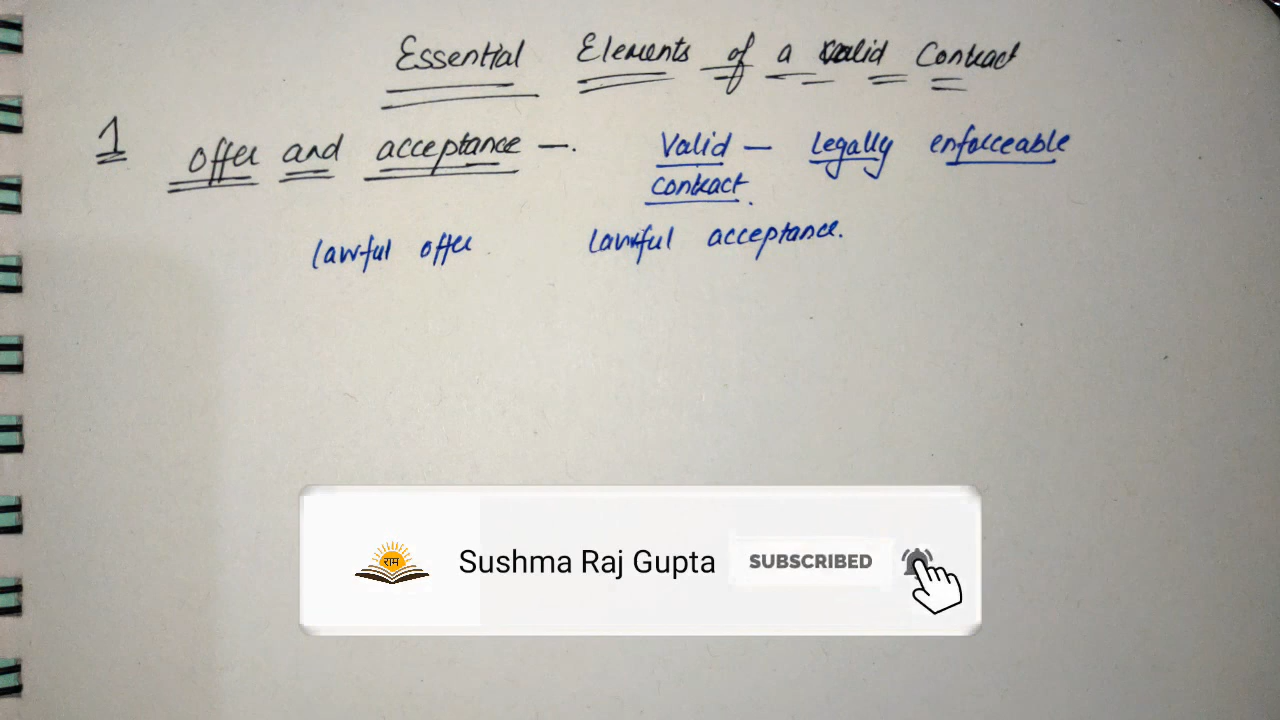 Essential Elements of a valid Contract
1 offer and acceptance —. Valid — legally enforceable
contract.
lawful offer lawful acceptance.
राम
Sushma Raj Gupta SUBSCRIBED